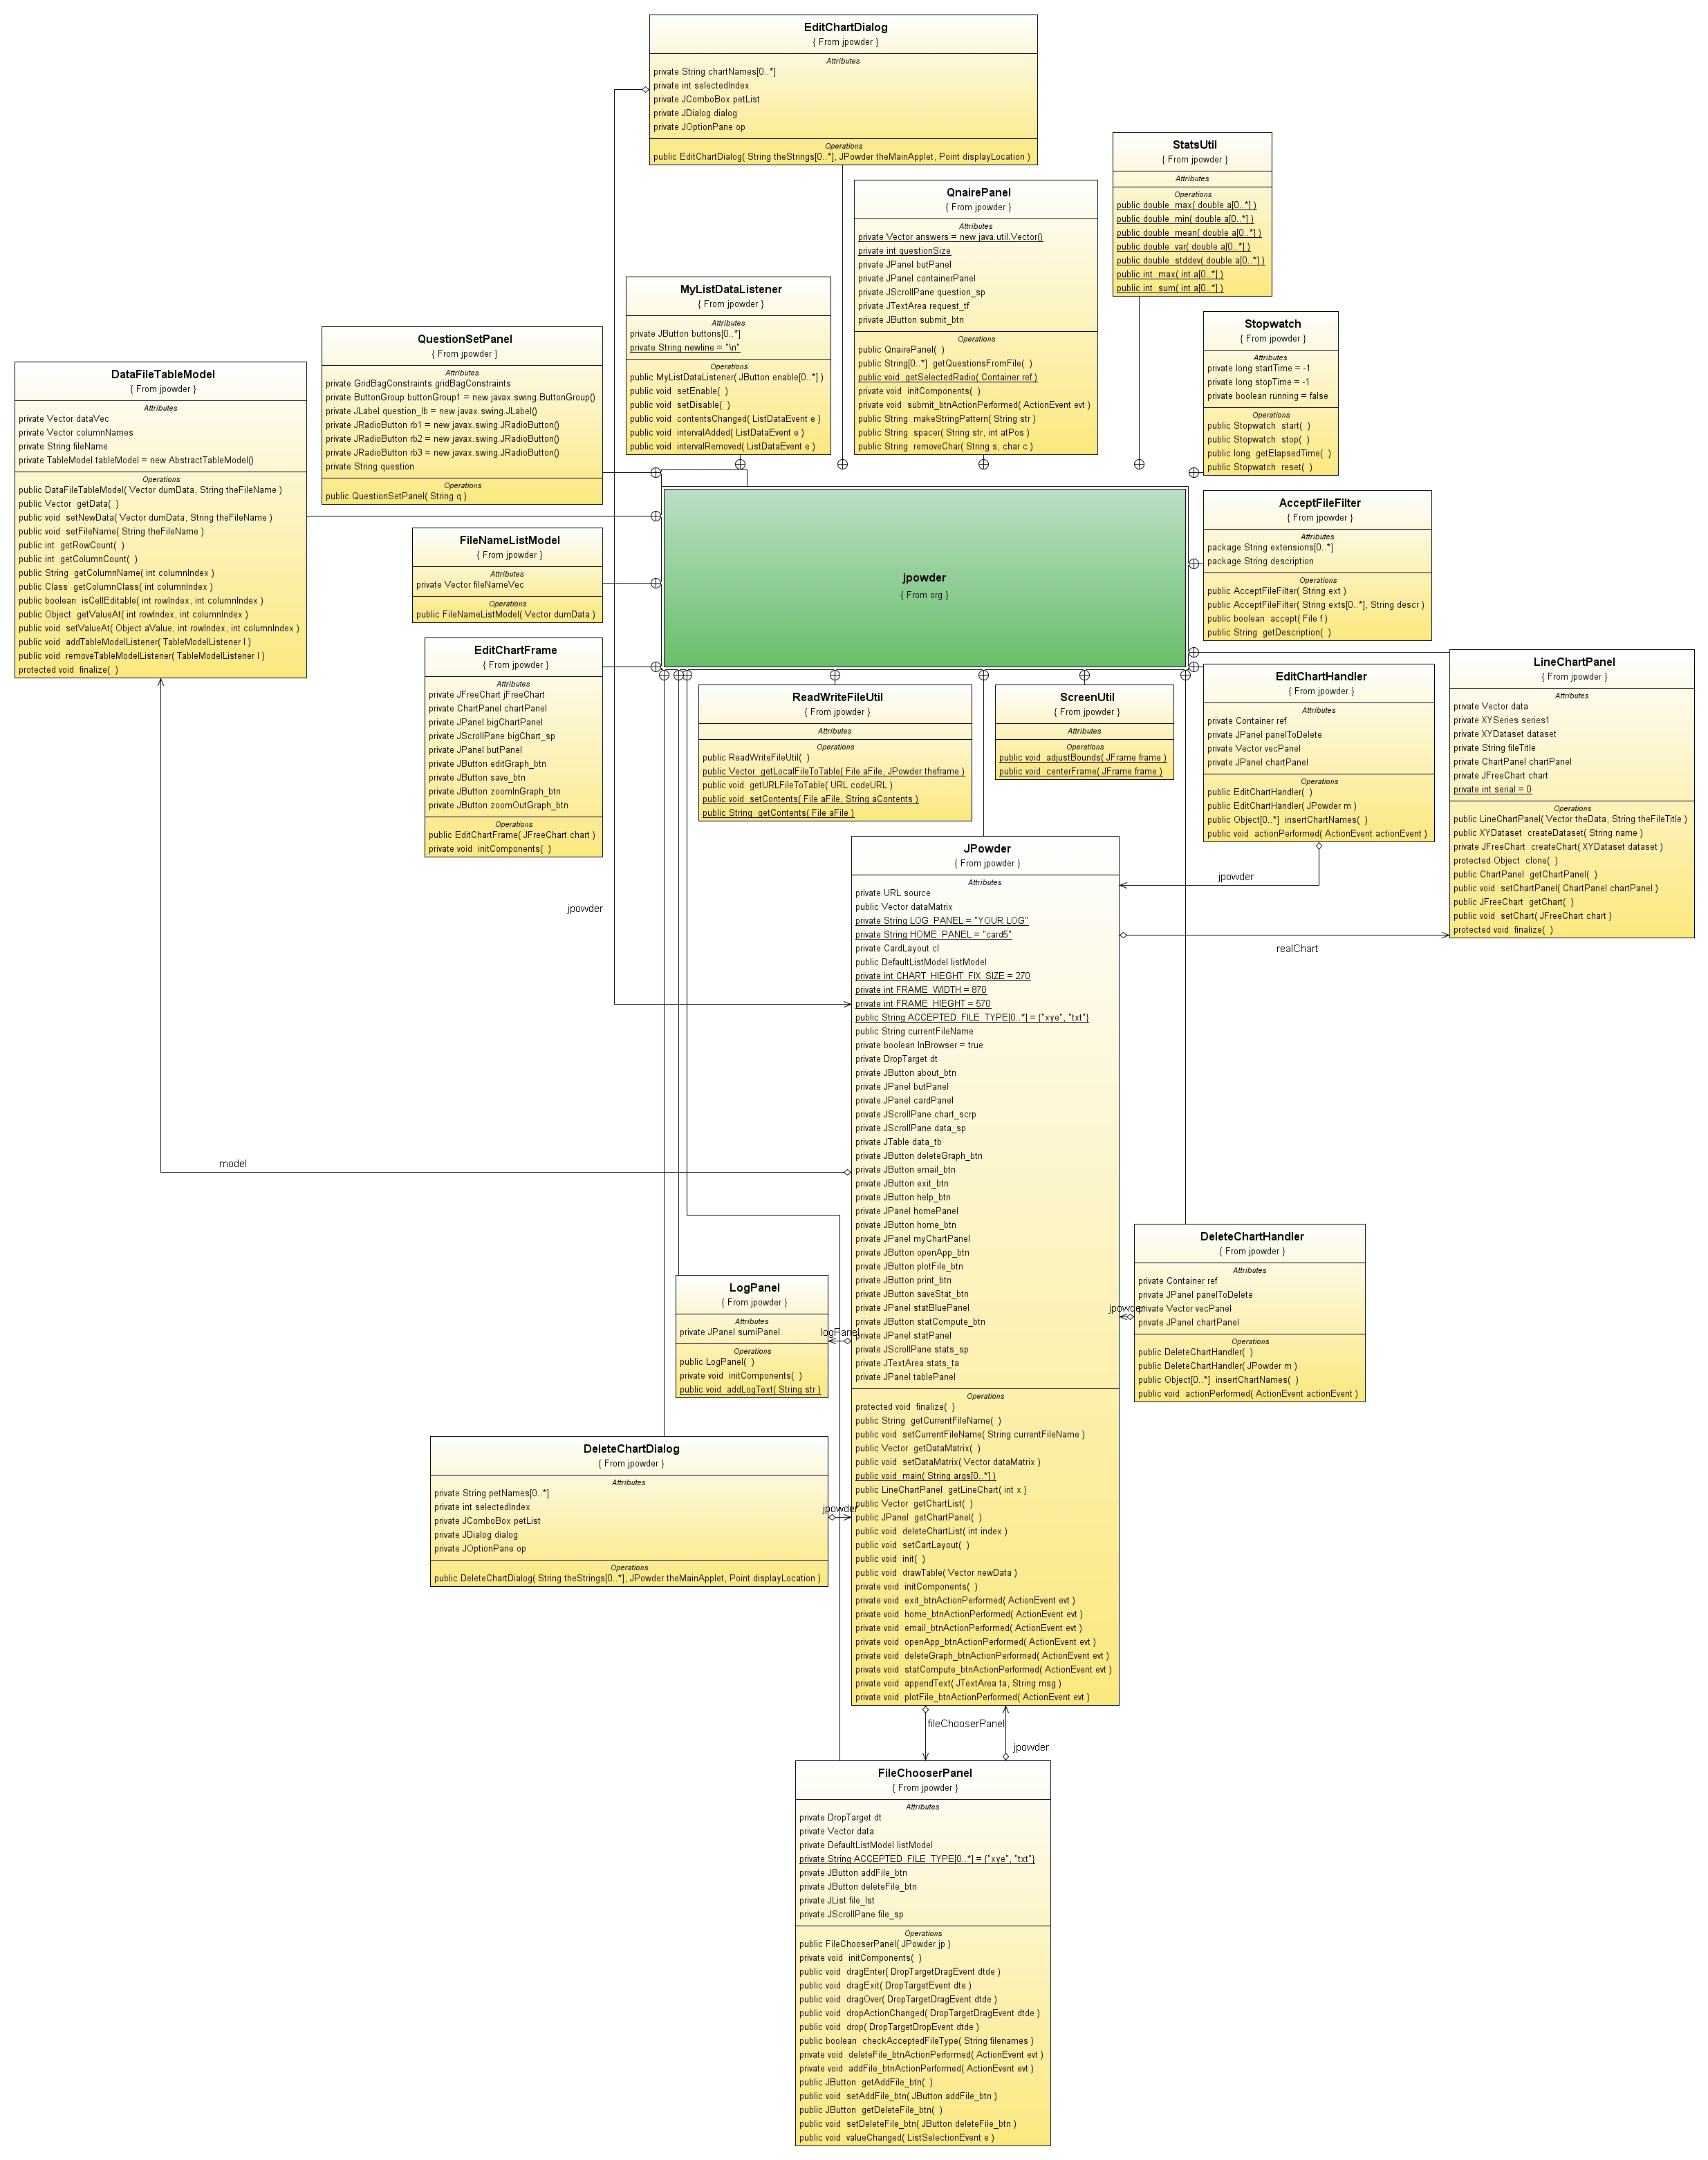 EditChartDialog
{ From jpowder }
Attributes
private String chartNames[0..*]
private int selectedIndex
private JComboBox petList
private JDialog dialog
private JOptionPane op
Operations
public EditChartDialog( String theStrings[0..*], JPowder theMainApplet, Point displayLocation )
StatsUtil
{ From jpowder }
Attributes
Operations
public double  max( double a[0..*] )
public double  min( double a[0..*] )
public double  mean( double a[0..*] )
public double  var( double a[0..*] )
public double  stddev( double a[0..*] )
public int  max( int a[0..*] )
public int  sum( int a[0..*] )
QnairePanel
{ From jpowder }
Attributes
private Vector answers = new java.util.Vector()
private int questionSize
private JPanel butPanel
private JPanel containerPanel
private JScrollPane question_sp
private JTextArea request_tf
private JButton submit_btn
Operations
public QnairePanel(  )
public String[0..*]  getQuestionsFromFile(  )
public void  getSelectedRadio( Container ref )
private void  initComponents(  )
private void  submit_btnActionPerformed( ActionEvent evt )
public String  makeStringPattern( String str )
public String  spacer( String str, int atPos )
public String  removeChar( String s, char c )
MyListDataListener
{ From jpowder }
Attributes
private JButton buttons[0..*]
private String newline = "\n"
Operations
public MyListDataListener( JButton enable[0..*] )
public void  setEnable(  )
public void  setDisable(  )
public void  contentsChanged( ListDataEvent e )
public void  intervalAdded( ListDataEvent e )
public void  intervalRemoved( ListDataEvent e )
Stopwatch
{ From jpowder }
Attributes
private long startTime = -1
private long stopTime = -1
private boolean running = false
Operations
public Stopwatch  start(  )
public Stopwatch  stop(  )
public long  getElapsedTime(  )
public Stopwatch  reset(  )
QuestionSetPanel
{ From jpowder }
Attributes
private GridBagConstraints gridBagConstraints
private ButtonGroup buttonGroup1 = new javax.swing.ButtonGroup()
private JLabel question_lb = new javax.swing.JLabel()
private JRadioButton rb1 = new javax.swing.JRadioButton()
private JRadioButton rb2 = new javax.swing.JRadioButton()
private JRadioButton rb3 = new javax.swing.JRadioButton()
private String question
Operations
public QuestionSetPanel( String q )
DataFileTableModel
{ From jpowder }
Attributes
private Vector dataVec
private Vector columnNames
private String fileName
private TableModel tableModel = new AbstractTableModel()
Operations
public DataFileTableModel( Vector dumData, String theFileName )
public Vector  getData(  )
public void  setNewData( Vector dumData, String theFileName )
public void  setFileName( String theFileName )
public int  getRowCount(  )
public int  getColumnCount(  )
public String  getColumnName( int columnIndex )
public Class  getColumnClass( int columnIndex )
public boolean  isCellEditable( int rowIndex, int columnIndex )
public Object  getValueAt( int rowIndex, int columnIndex )
public void  setValueAt( Object aValue, int rowIndex, int columnIndex )
public void  addTableModelListener( TableModelListener l )
public void  removeTableModelListener( TableModelListener l )
protected void  finalize(  )
FileNameListModel
{ From jpowder }
Attributes
private Vector fileNameVec
Operations
public FileNameListModel( Vector dumData )
jpowder
{ From org }
AcceptFileFilter
{ From jpowder }
Attributes
package String extensions[0..*]
package String description
Operations
public AcceptFileFilter( String ext )
public AcceptFileFilter( String exts[0..*], String descr )
public boolean  accept( File f )
public String  getDescription(  )
EditChartFrame
{ From jpowder }
Attributes
private JFreeChart jFreeChart
private ChartPanel chartPanel
private JPanel bigChartPanel
private JScrollPane bigChart_sp
private JPanel butPanel
private JButton editGraph_btn
private JButton save_btn
private JButton zoomInGraph_btn
private JButton zoomOutGraph_btn
Operations
public EditChartFrame( JFreeChart chart )
private void  initComponents(  )
ReadWriteFileUtil
{ From jpowder }
Attributes
Operations
public ReadWriteFileUtil(  )
public Vector  getLocalFileToTable( File aFile, JPowder theframe )
public void  getURLFileToTable( URL codeURL )
public void  setContents( File aFile, String aContents )
public String  getContents( File aFile )
ScreenUtil
{ From jpowder }
Attributes
Operations
public void  adjustBounds( JFrame frame )
public void  centerFrame( JFrame frame )
EditChartHandler
{ From jpowder }
Attributes
private Container ref
private JPanel panelToDelete
private Vector vecPanel
private JPanel chartPanel
Operations
public EditChartHandler(  )
public EditChartHandler( JPowder m )
public Object[0..*]  insertChartNames(  )
public void  actionPerformed( ActionEvent actionEvent )
LineChartPanel
{ From jpowder }
Attributes
private Vector data
private XYSeries series1
private XYDataset dataset
private String fileTitle
private ChartPanel chartPanel
private JFreeChart chart
private int serial = 0
Operations
public LineChartPanel( Vector theData, String theFileTitle )
public XYDataset  createDataset( String name )
private JFreeChart  createChart( XYDataset dataset )
protected Object  clone(  )
public ChartPanel  getChartPanel(  )
public void  setChartPanel( ChartPanel chartPanel )
public JFreeChart  getChart(  )
public void  setChart( JFreeChart chart )
protected void  finalize(  )
jpowder
jpowder
realChart
model
JPowder
{ From jpowder }
Attributes
private URL source
public Vector dataMatrix
private String LOG_PANEL = "YOUR LOG"
private String HOME_PANEL = "card5"
private CardLayout cl
public DefaultListModel listModel
private int CHART_HIEGHT_FIX_SIZE = 270
private int FRAME_WIDTH = 870
private int FRAME_HIEGHT = 570
public String ACCEPTED_FILE_TYPE[0..*] = {"xye", "txt"}
public String currentFileName
private boolean InBrowser = true
private DropTarget dt
private JButton about_btn
private JPanel butPanel
private JPanel cardPanel
private JScrollPane chart_scrp
private JScrollPane data_sp
private JTable data_tb
private JButton deleteGraph_btn
private JButton email_btn
private JButton exit_btn
private JButton help_btn
private JPanel homePanel
private JButton home_btn
private JPanel myChartPanel
private JButton openApp_btn
private JButton plotFile_btn
private JButton print_btn
private JButton saveStat_btn
private JPanel statBluePanel
private JButton statCompute_btn
private JPanel statPanel
private JScrollPane stats_sp
private JTextArea stats_ta
private JPanel tablePanel
Operations
protected void  finalize(  )
public String  getCurrentFileName(  )
public void  setCurrentFileName( String currentFileName )
public Vector  getDataMatrix(  )
public void  setDataMatrix( Vector dataMatrix )
public void  main( String args[0..*] )
public LineChartPanel  getLineChart( int x )
public Vector  getChartList(  )
public JPanel  getChartPanel(  )
public void  deleteChartList( int index )
public void  setCartLayout(  )
public void  init(  )
public void  drawTable( Vector newData )
private void  initComponents(  )
private void  exit_btnActionPerformed( ActionEvent evt )
private void  home_btnActionPerformed( ActionEvent evt )
private void  email_btnActionPerformed( ActionEvent evt )
private void  openApp_btnActionPerformed( ActionEvent evt )
private void  deleteGraph_btnActionPerformed( ActionEvent evt )
private void  statCompute_btnActionPerformed( ActionEvent evt )
private void  appendText( JTextArea ta, String msg )
private void  plotFile_btnActionPerformed( ActionEvent evt )
DeleteChartHandler
{ From jpowder }
Attributes
private Container ref
private JPanel panelToDelete
private Vector vecPanel
private JPanel chartPanel
Operations
public DeleteChartHandler(  )
public DeleteChartHandler( JPowder m )
public Object[0..*]  insertChartNames(  )
public void  actionPerformed( ActionEvent actionEvent )
jpowder
LogPanel
{ From jpowder }
Attributes
private JPanel sumiPanel
Operations
public LogPanel(  )
private void  initComponents(  )
public void  addLogText( String str )
logPanel
DeleteChartDialog
{ From jpowder }
Attributes
private String petNames[0..*]
private int selectedIndex
private JComboBox petList
private JDialog dialog
private JOptionPane op
Operations
public DeleteChartDialog( String theStrings[0..*], JPowder theMainApplet, Point displayLocation )
jpowder
fileChooserPanel
jpowder
FileChooserPanel
{ From jpowder }
Attributes
private DropTarget dt
private Vector data
private DefaultListModel listModel
private String ACCEPTED_FILE_TYPE[0..*] = {"xye", "txt"}
private JButton addFile_btn
private JButton deleteFile_btn
private JList file_lst
private JScrollPane file_sp
Operations
public FileChooserPanel( JPowder jp )
private void  initComponents(  )
public void  dragEnter( DropTargetDragEvent dtde )
public void  dragExit( DropTargetEvent dte )
public void  dragOver( DropTargetDragEvent dtde )
public void  dropActionChanged( DropTargetDragEvent dtde )
public void  drop( DropTargetDropEvent dtde )
public boolean  checkAcceptedFileType( String filenames )
private void  deleteFile_btnActionPerformed( ActionEvent evt )
private void  addFile_btnActionPerformed( ActionEvent evt )
public JButton  getAddFile_btn(  )
public void  setAddFile_btn( JButton addFile_btn )
public JButton  getDeleteFile_btn(  )
public void  setDeleteFile_btn( JButton deleteFile_btn )
public void  valueChanged( ListSelectionEvent e )